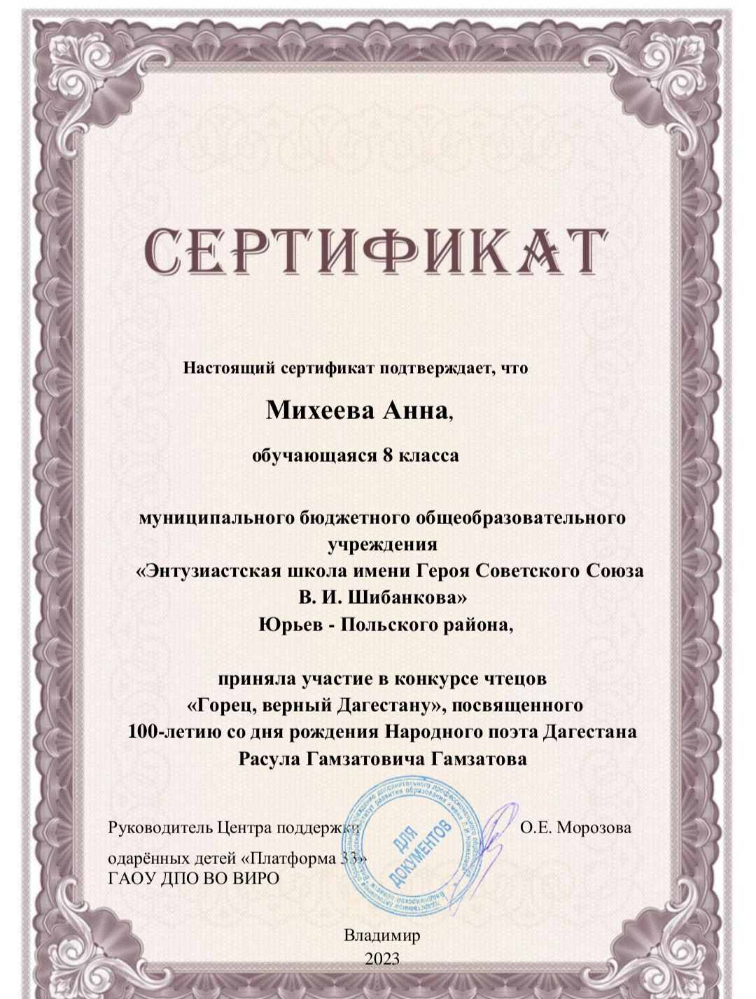 СЕРТИФИКАТ
Настоящий сертификат подтверждает, что
Михеева Анна,
обучающаяся 8 класса
муниципального бюджетного общеобразовательного
учреждения
«Энтузиастская школа имени Героя Советского Союза
В. И. Шибанкова»
Юрьев - Польского района,
приняла участие в конкурсе чтецов
«Горец, верный Дагестану», посвященного
100-летию со дня рождения Народного поэта Дагестана
Расула Гамзатовича Гамзатова
Руководитель Центра поддержки
О.Е. Морозова
одарённых детей «Платформа 33»
ГАОУ ДПО ВО ВИРО
ДЛЯ
ДОКУМЕНТОВ
Владимир
2023